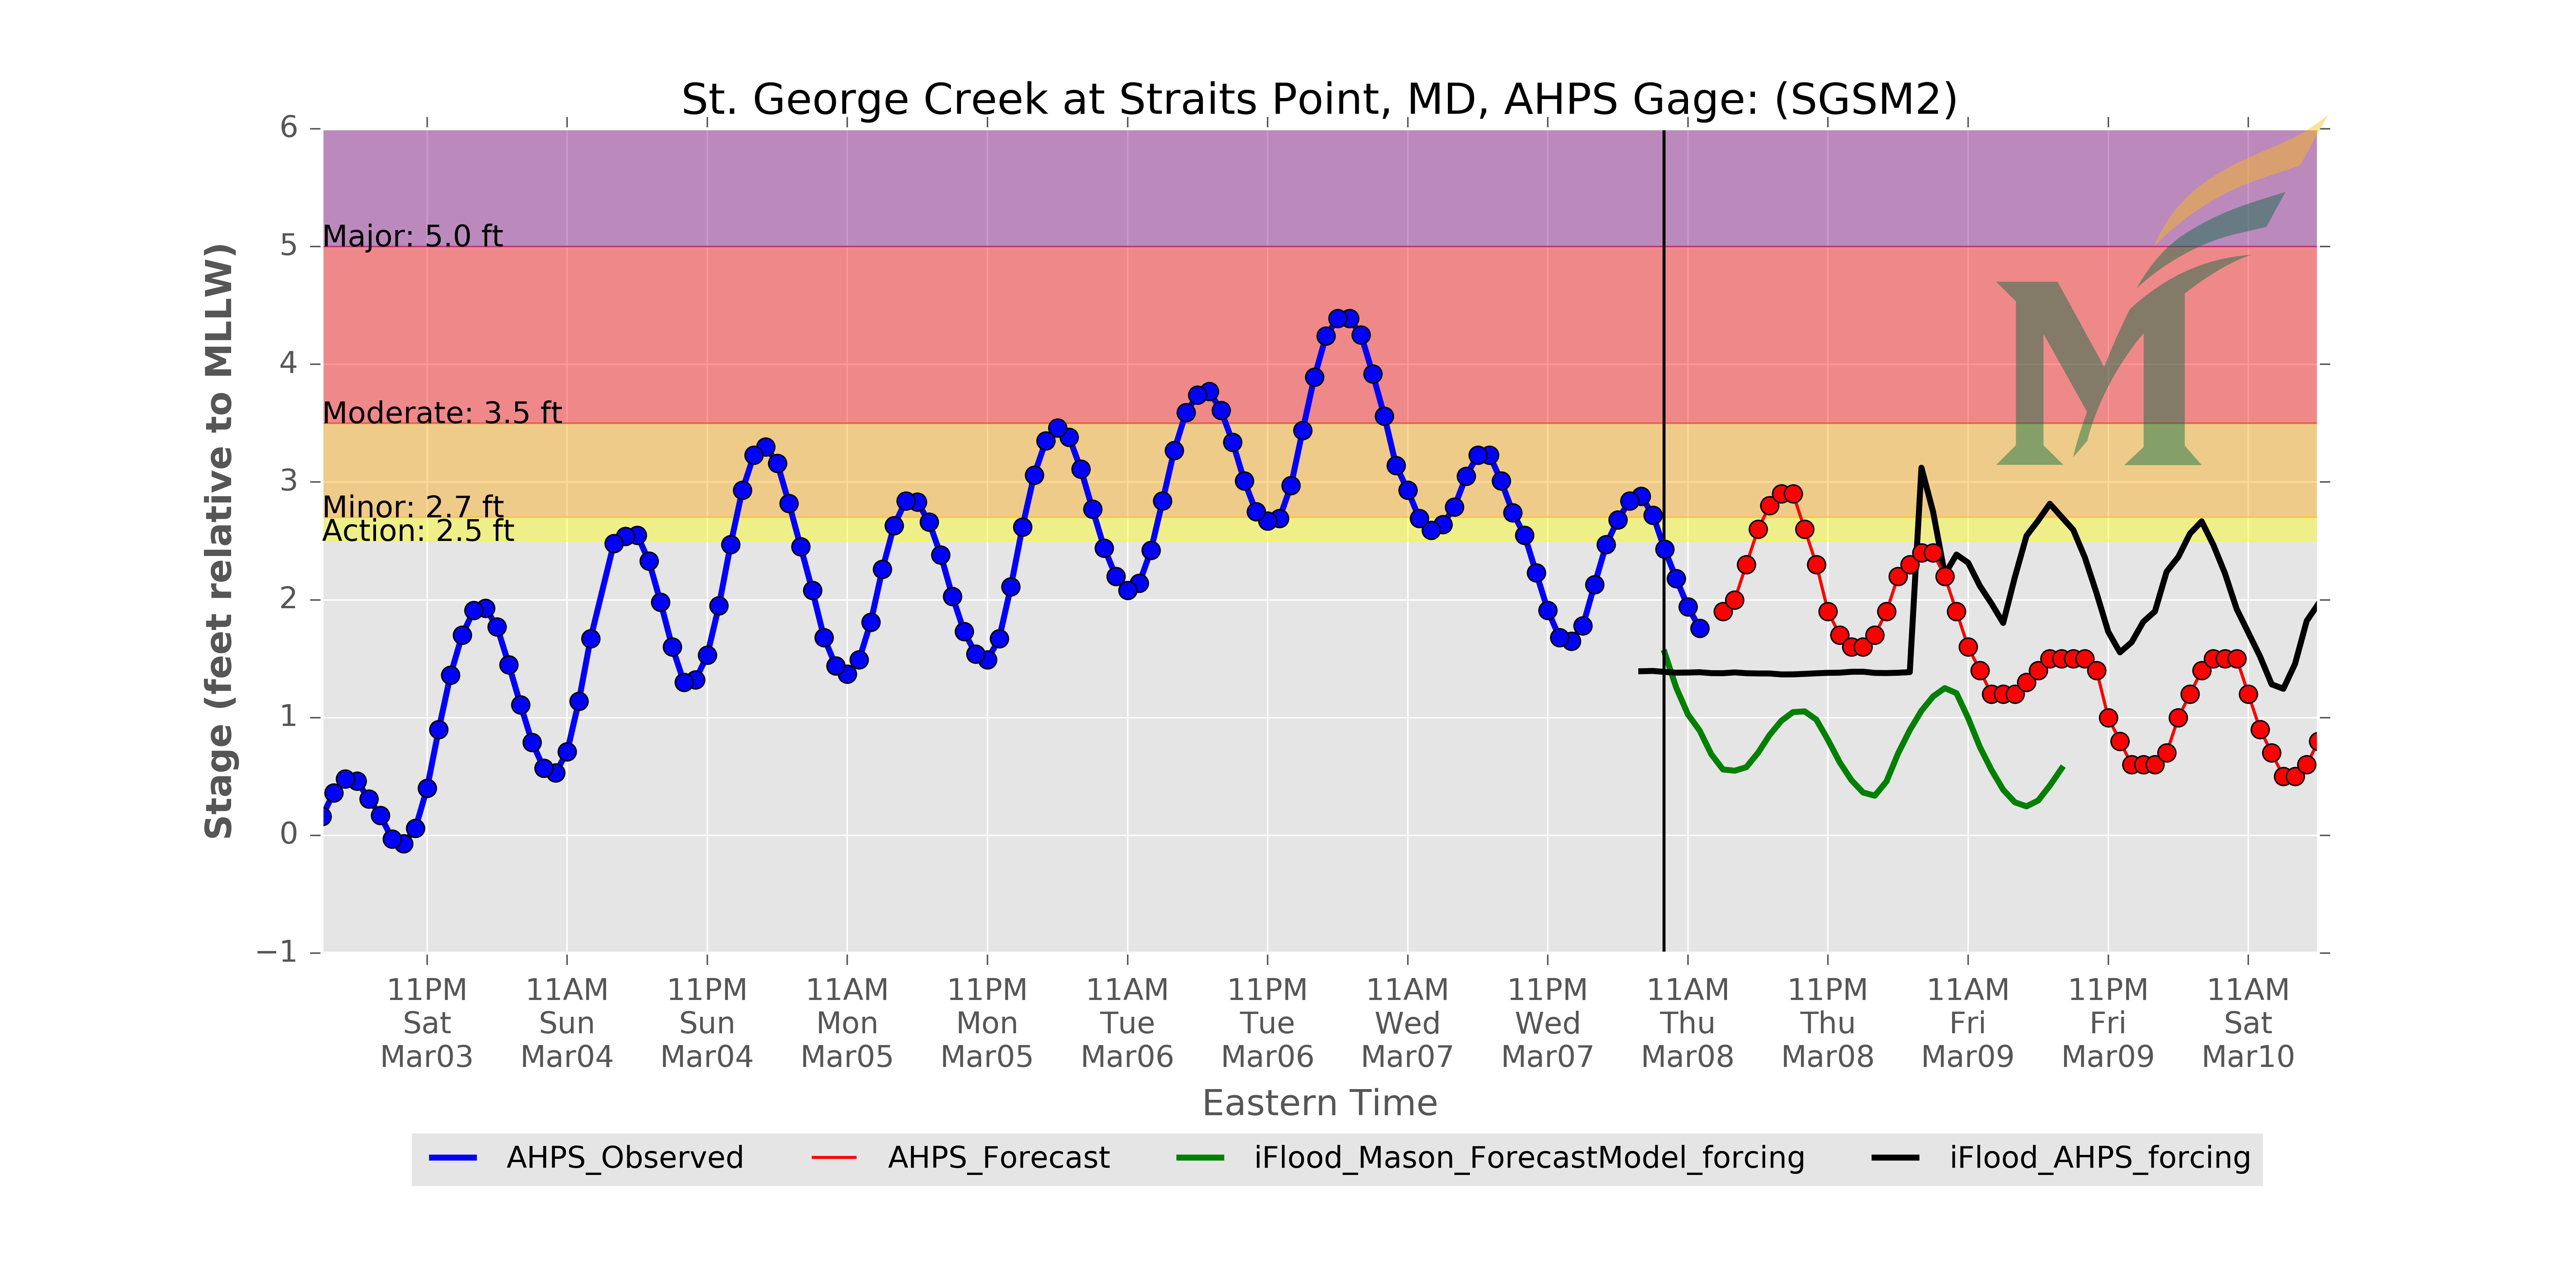 St. George Creek at Straits Point, MD, AHPS Gage: (SGSM2)
6
5
4
3
2
1
0
−1
Stage (feet relative to MLLW)
Major: 5.0 ft
Moderate: 3.5 ft
Minor: 2.7 ft
Action: 2.5 ft
M
11PM 11AM 11PM 11AM 11PM 11AM 11PM 11AM 11PM 11AM 11PM 11AM 11PM 11AM
Sat Sun Sun Mon Mon Tue Tue Wed Wed Thu Thu Fri Fri Sat
Mar03 Mar04 Mar04 Mar05 Mar05 Mar06 Mar06 Mar07 Mar07 Mar08 Mar08 Mar09 Mar09 Mar10
Eastern Time
AHPS_Observed AHPS_Forecast iFlood_Mason_ForecastModel_forcing iFlood_AHPS_forcing